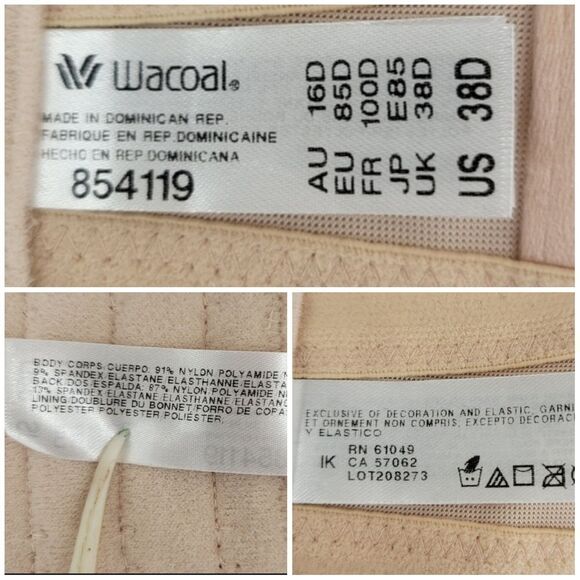 Wacoal®
MADE IN DOMINICAN REP.
FABRIQUE EN REP. DOMINICAINE
HECHO EN REP. DOMINICANA
854119
AU 16D
EU 85D
FR 100D
JP E85
UK 38D
US 38D
BODY/CORPS/CUERPO: 91% NYLON POLYAMIDE/
9% SPANDEX/ELASTANE ELASTHANNE/ELASTA
BACK/DOS/ESPALDA: 87% NYLON POLYAMIDE
13% SPANDEX/ELASTANE ELASTHANNE/ELASTAN
LINING/DOUBLURE DU BONNET/FORRO DE COPA
POLYESTER POLYESTER POLIÉSTER
54119
EXCLUSIVE OF DECORATION AND ELASTIC, GARNI
ET ORNEMENT NON COMPRIS, EXCEPTO DECORAC
Y ELASTICO
RN 61049
IK CA 57062
LOT208273